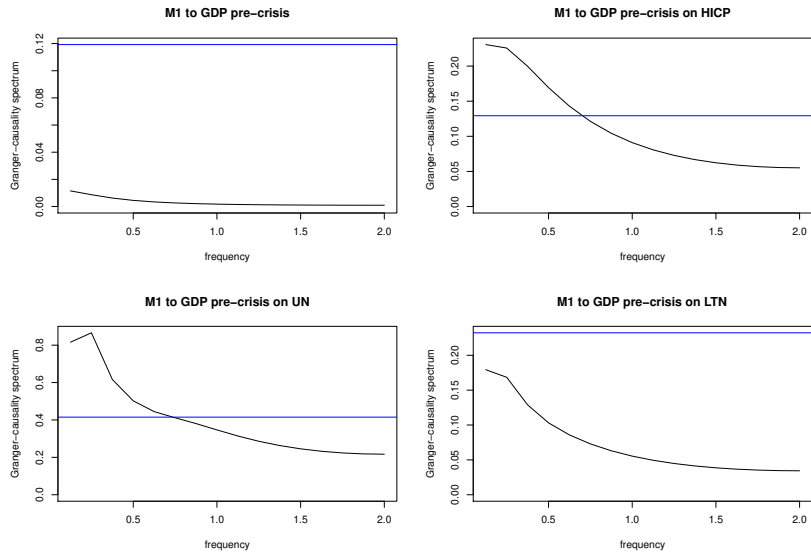 M1 to GDP pre−crisis
Granger−causality spectrum
0.00 0.04 0.08 0.12
0.5 1.0 1.5 2.0
frequency
M1 to GDP pre−crisis on HICP
Granger−causality spectrum
0.00 0.05 0.10 0.15 0.20
0.5 1.0 1.5 2.0
frequency
M1 to GDP pre−crisis on UN
Granger−causality spectrum
0.0 0.2 0.4 0.6 0.8
0.5 1.0 1.5 2.0
frequency
M1 to GDP pre−crisis on LTN
Granger−causality spectrum
0.00 0.05 0.10 0.15 0.20
0.5 1.0 1.5 2.0
frequency